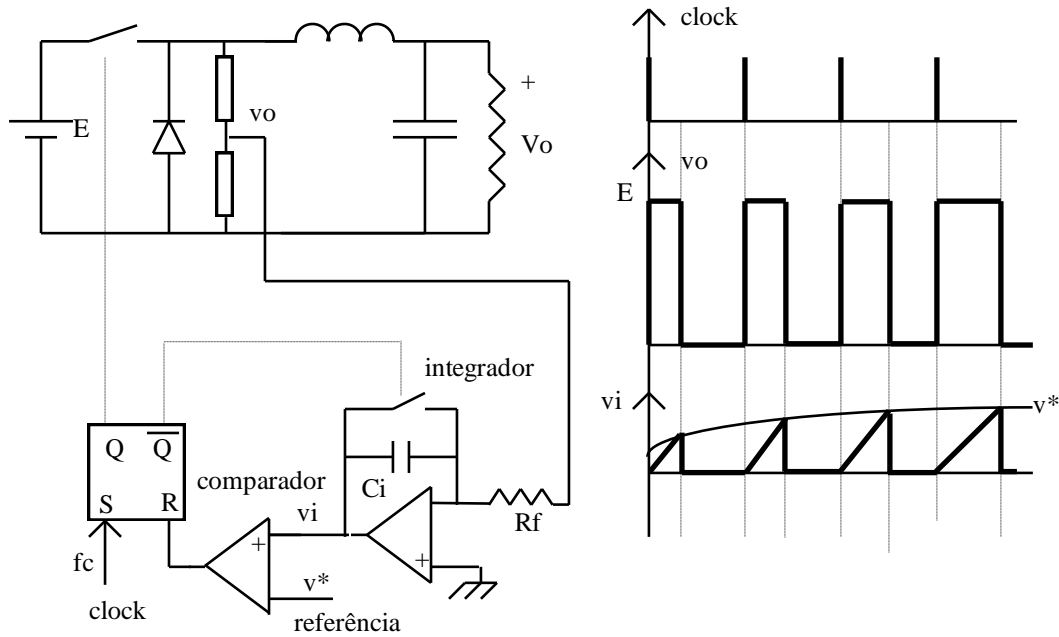 E
vo
+
Vo
integrador
Q
Q
S
R
comparador
Ci
vi
Rf
+
+
fc
v*
clock
referência
clock
vo
E
vi
v*